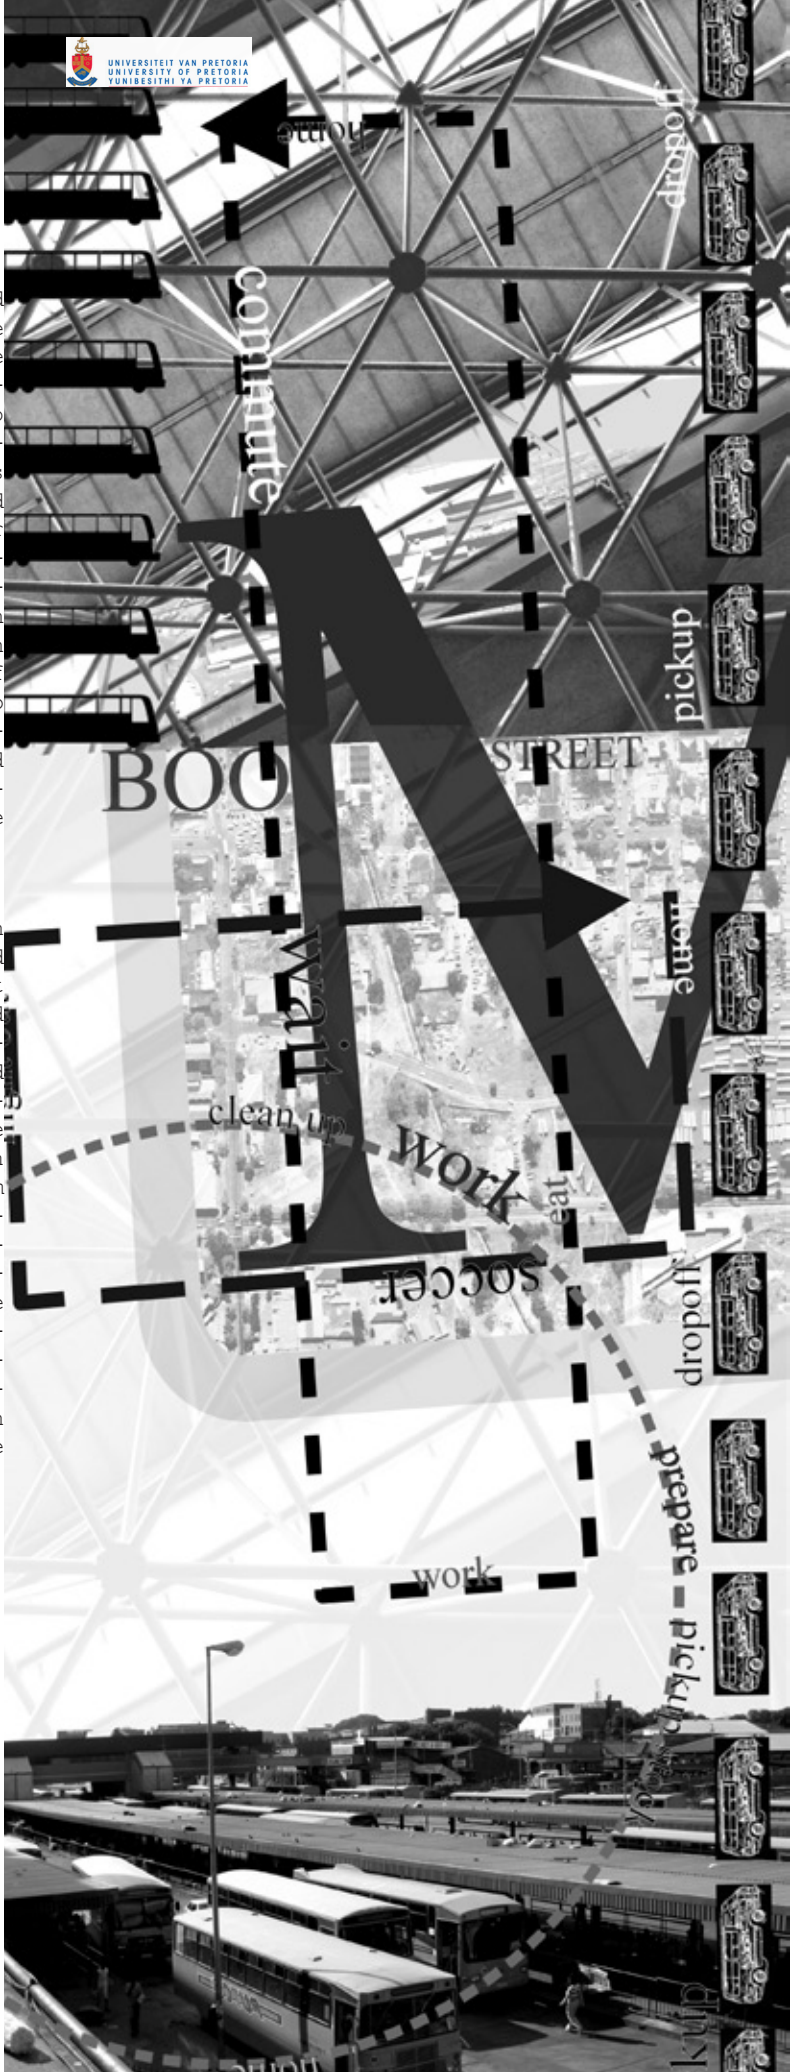 UNIVERSITEIT VAN PRETORIA
UNIVERSITY OF PRETORIA
YUNIBESITHI YA PRETORIA
home
dropoff
commute
pickup
BOO
STREET
home
wait
clean up
work
eat
soccer
dropoff
prepare
work
pickup
home